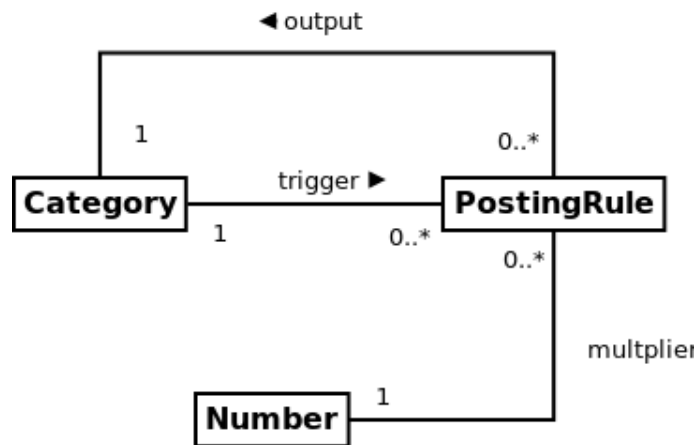 ◄ output
1
0..*
trigger ►
Category
PostingRule
1
0..*
0..*
multplier
1
Number